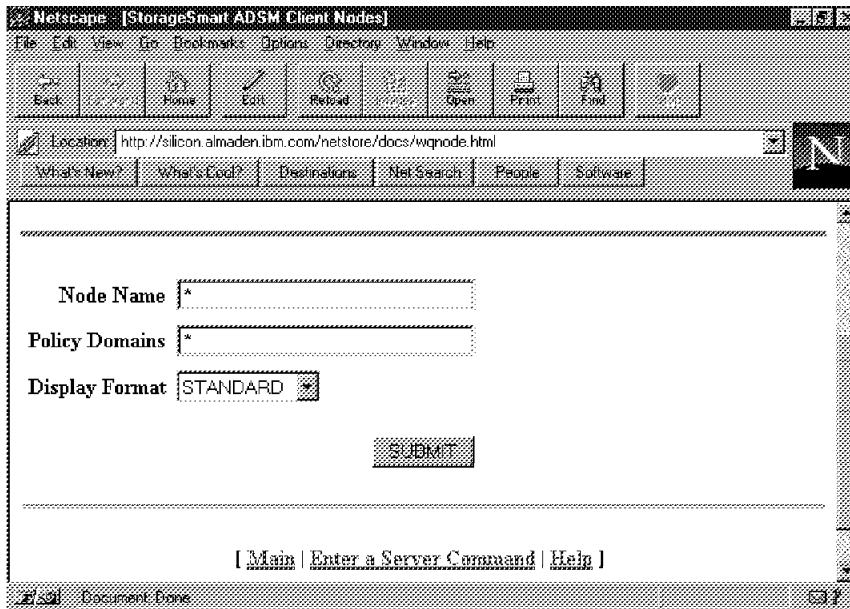 Netscape - [StorageSmart ADSM Client Nodes]
File Edit View Go Bookmarks Options Directory Window Help
Back Home Edit Reload Open Print Find
Location: http://silicon.almaden.ibm.com/netstore/docs/wqnode.html
What's New? What's Cool? Destinations Net Search People Software
N
Node Name *
Policy Domains *
Display Format STANDARD
SUBMIT
[ Main | Enter a Server Command | Help ]
Document: Done